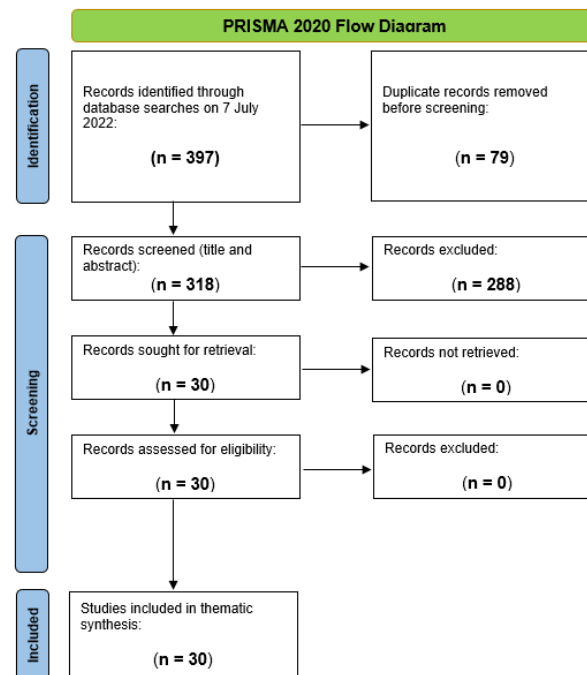 PRISMA 2020 Flow Diagram
Identification
Records identified through
database searches on 7 July
2022:
(n = 397)
Duplicate records removed
before screening:
(n = 79)
Screening
Records screened (title and
abstract):
(n = 318)
Records excluded:
(n = 288)
Records sought for retrieval:
(n = 30)
Records not retrieved:
(n = 0)
Records assessed for eligibility:
(n = 30)
Records excluded:
(n = 0)
Included
Studies included in thematic
synthesis:
(n = 30)